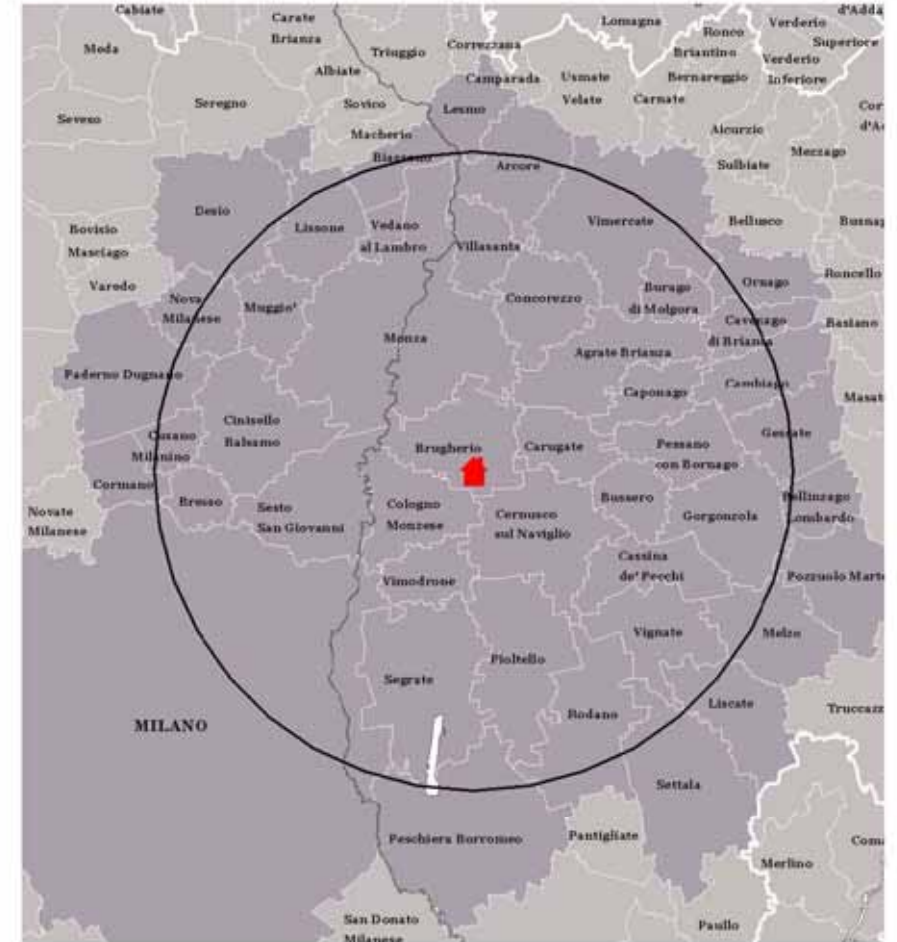 Cabiate
d'Adda
Carate
Brianza
Lomagna
Verderio
Superiore
Ronco
Briantino
Meda
Triuggio
Correzzana
Verderio
Inferiore
Albiate
Camparada
Usmate
Velate
Bernareggio
Carnate
Seregno
Sovico
Lesmo
Seveso
Macherio
Aicurzio
Biassono
Arcore
Mezzago
Sulbiate
Desio
Lissone
Vedano
al Lambro
Villasanta
Vimercate
Bellusco
Bovisio
Masciago
Varedo
Roncello
Nova
Milanese
Muggio'
Concorezzo
Burago
di Molgora
Ornago
Cavenago
di Brianza
Basiano
Monza
Agrate Brianza
Paderno Dugnano
Caponago
Cambiago
Cinisello
Balsamo
Cusano
Milanino
Brugherio
Carugate
Pessano
con Bornago
Gessate
Cormano
Bresso
Sesto
San Giovanni
Cologno
Monzese
Cernusco
sul Naviglio
Bussero
Gorgonzola
Bellinzago
Lombardo
Novate
Milanese
Cassina
de' Pecchi
Vimodrone
Pozzuolo Marte
Vignate
Melzo
Pioltello
Segrate
Liscate
Truccazz
Rodano
MILANO
Settala
Peschiera Borromeo
Pantigliate
Merlino
Paullo
San Donato
Milanese